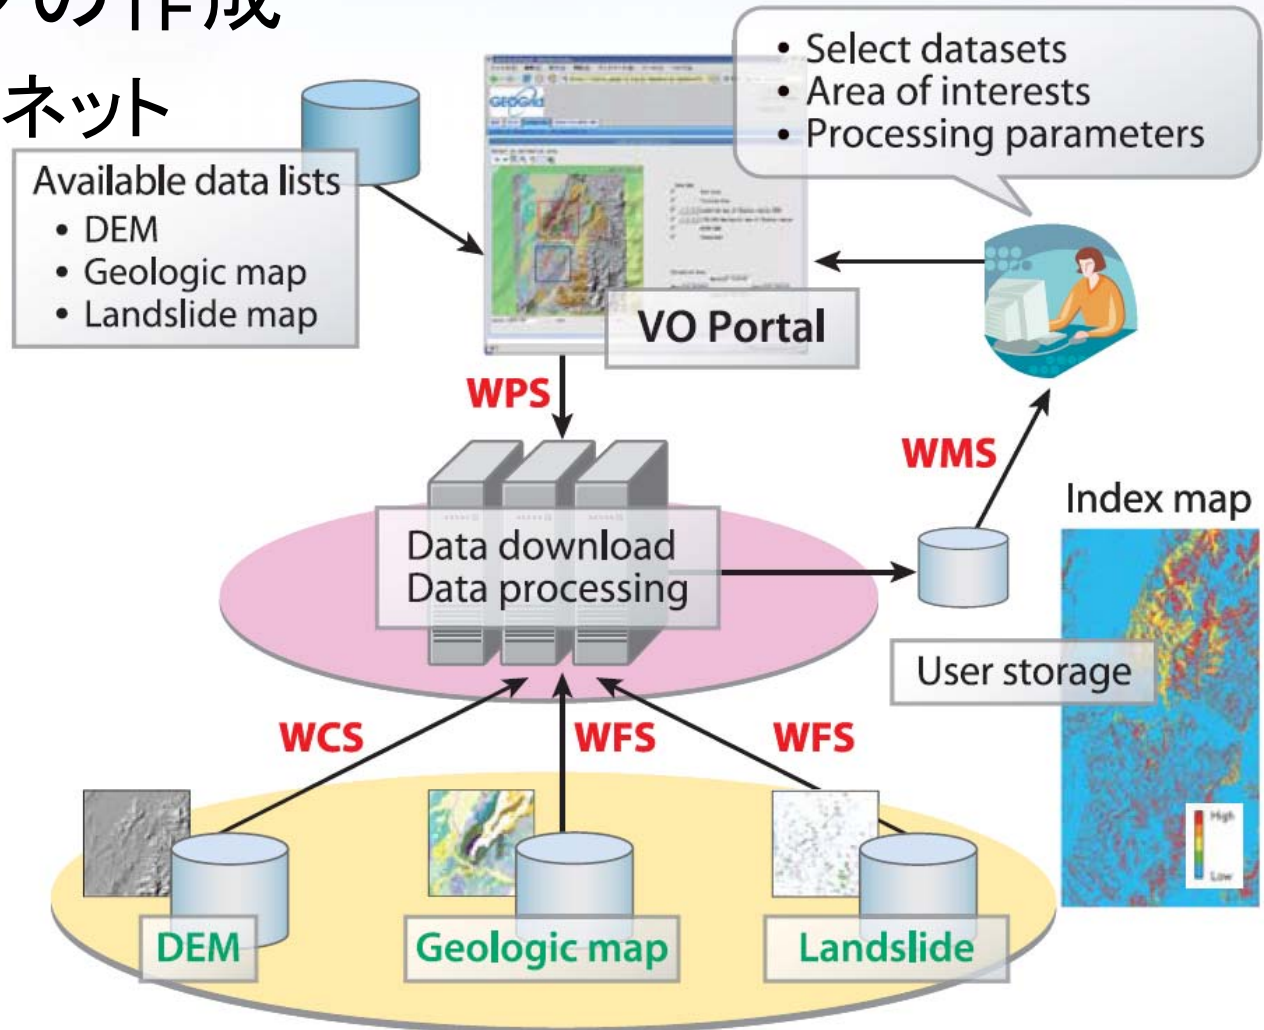 の作成
ネット
Available data lists
• DEM
• Geologic map
• Landslide map
GEOGrid
VO Portal
• Select datasets
• Area of interests
• Processing parameters
WPS
WMS
Data download
Data processing
User storage
Index map
High
Low
WCS
WFS
WFS
DEM
Geologic map
Landslide